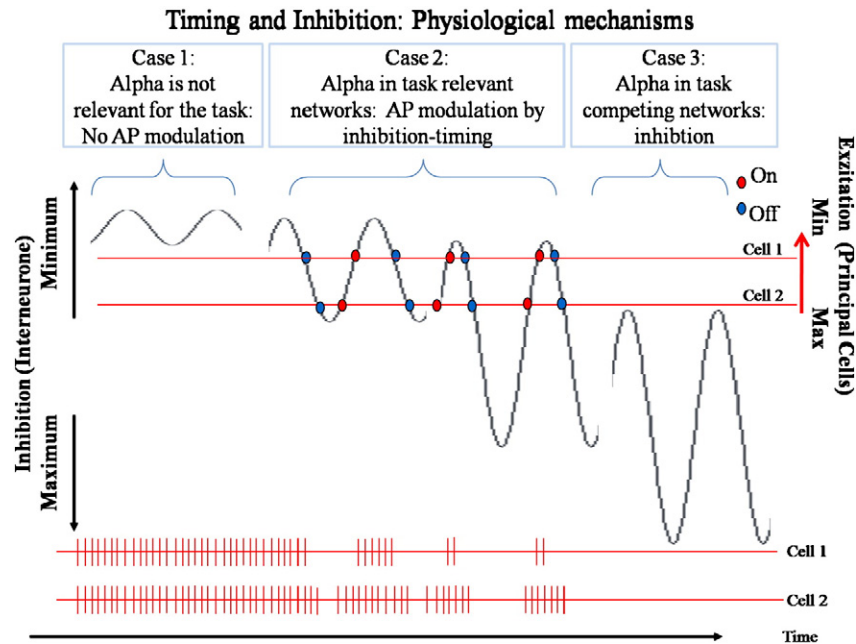 Timing and Inhibition: Physiological mechanisms
Case 1:
Alpha is not
relevant for the task:
No AP modulation
Case 2:
Alpha in task relevant
networks: AP modulation by
inhibition-timing
Case 3:
Alpha in task
competing networks:
inhibtion
On
Off
Inhibition (Interneurone)
Minimum
Maximum
Exzitation (Principal Cells)
Min
Max
Cell 1
Cell 2
Cell 1
Cell 2
Time